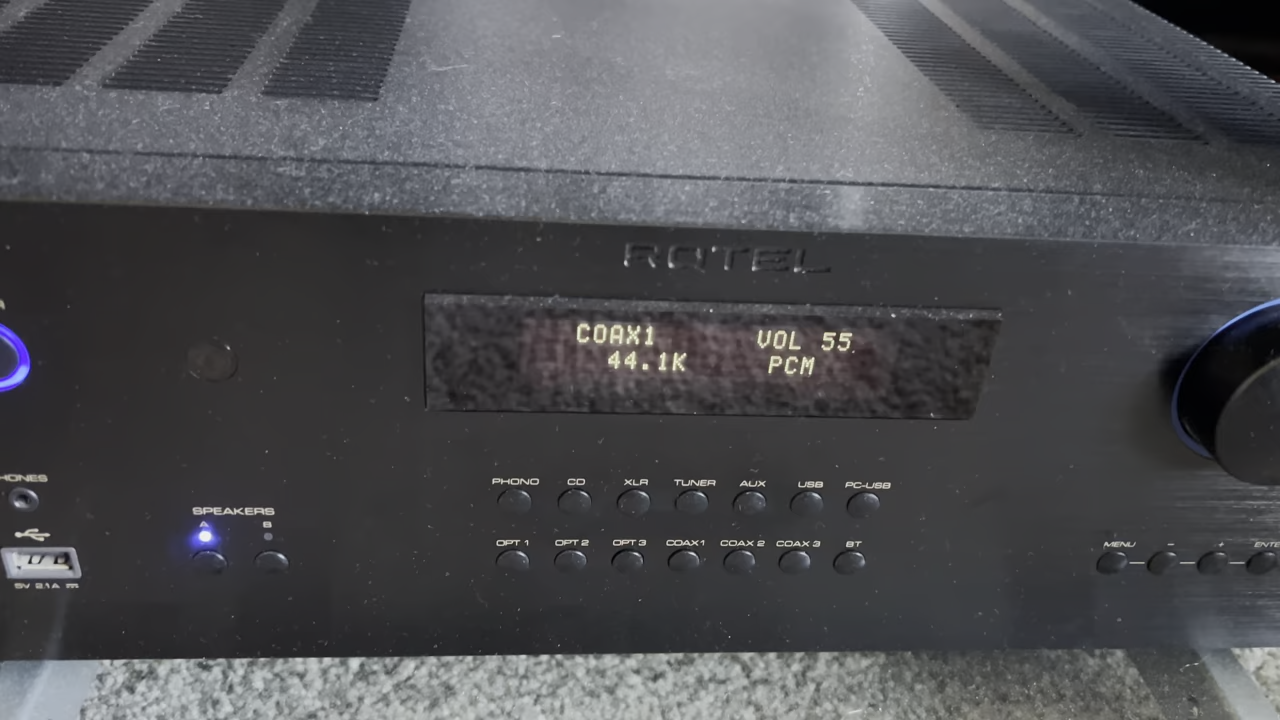 ROTEL
COAX1 VOL 55
44.1K PCM
PHONO CD XLR TUNER AUX USB PC-USB
SPEAKERS
A B
OPT 1 OPT 2 OPT 3 COAX1 COAX 2 COAX 3 BT
MENU - +
5V 2.1A